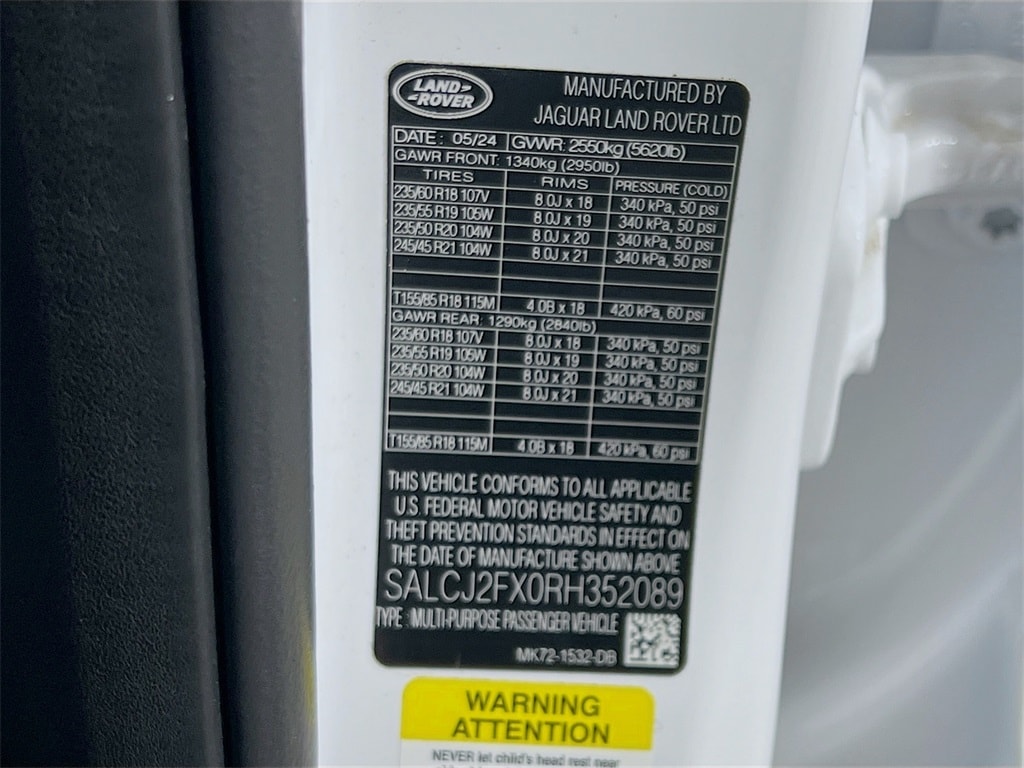 LAND-
-ROVER
MANUFACTURED BY
JAGUAR LAND ROVER LTD
DATE: 05/24 GVWR: 2550kg (5620lb)
GAWR FRONT: 1340kg (2950lb)
TIRES RIMS PRESSURE (COLD)
235/60 R18 107V 8.0J x 18 340 kPa, 50 psi
235/55 R19 105W 8.0J x 19 340 kPa, 50 psi
235/50 R20 104W 8.0J x 20 340 kPa, 50 psi
245/45 R21 104W 8.0J x 21 340 kPa, 50 psi
T155/85 R18 115M 4.0B x 18 420 kPa, 60 psi
GAWR REAR: 1290kg (2840lb)
235/60 R18 107V 8.0J x 18 340 kPa, 50 psi
235/55 R19 105W 8.0J x 19 340 kPa, 50 psi
235/50 R20 104W 8.0J x 20 340 kPa, 50 psi
245/45 R21 104W 8.0J x 21 340 kPa, 50 psi
T155/85 R18 115M 4.0B x 18 420 kPa, 60 psi
THIS VEHICLE CONFORMS TO ALL APPLICABLE
U.S. FEDERAL MOTOR VEHICLE SAFETY AND
THEFT PREVENTION STANDARDS IN EFFECT ON
THE DATE OF MANUFACTURE SHOWN ABOVE
SALCJ2FX0RH352089
TYPE : MULTI-PURPOSE PASSENGER VEHICLE
MK72-1532-DB
WARNING
ATTENTION
NEVER let child's head rest near